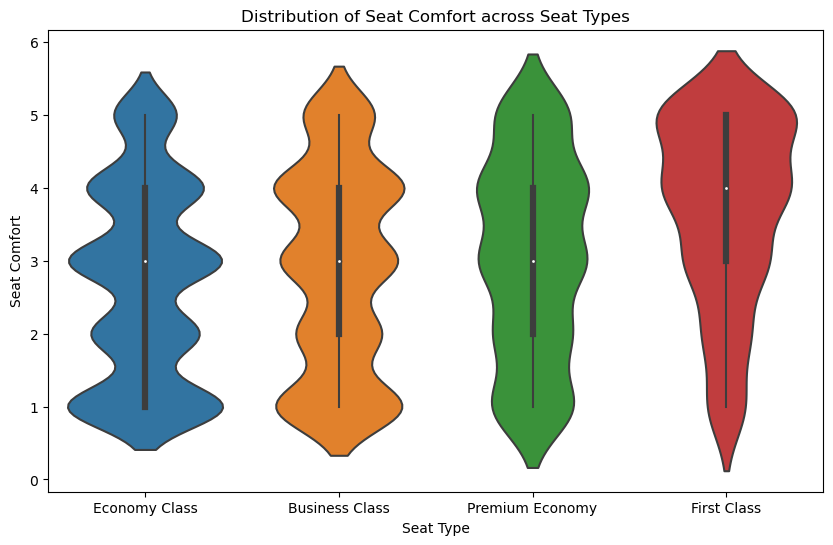 Distribution of Seat Comfort across Seat Types
6
5
4
3
2
1
0
Seat Comfort
Economy Class
Business Class
Premium Economy
First Class
Seat Type